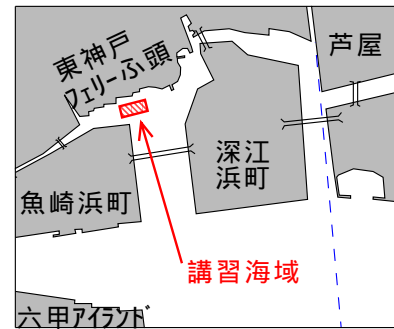 東神戸
フェリーふ頭
芦屋
深江
浜町
魚崎浜町
講習海域
六甲アイランド